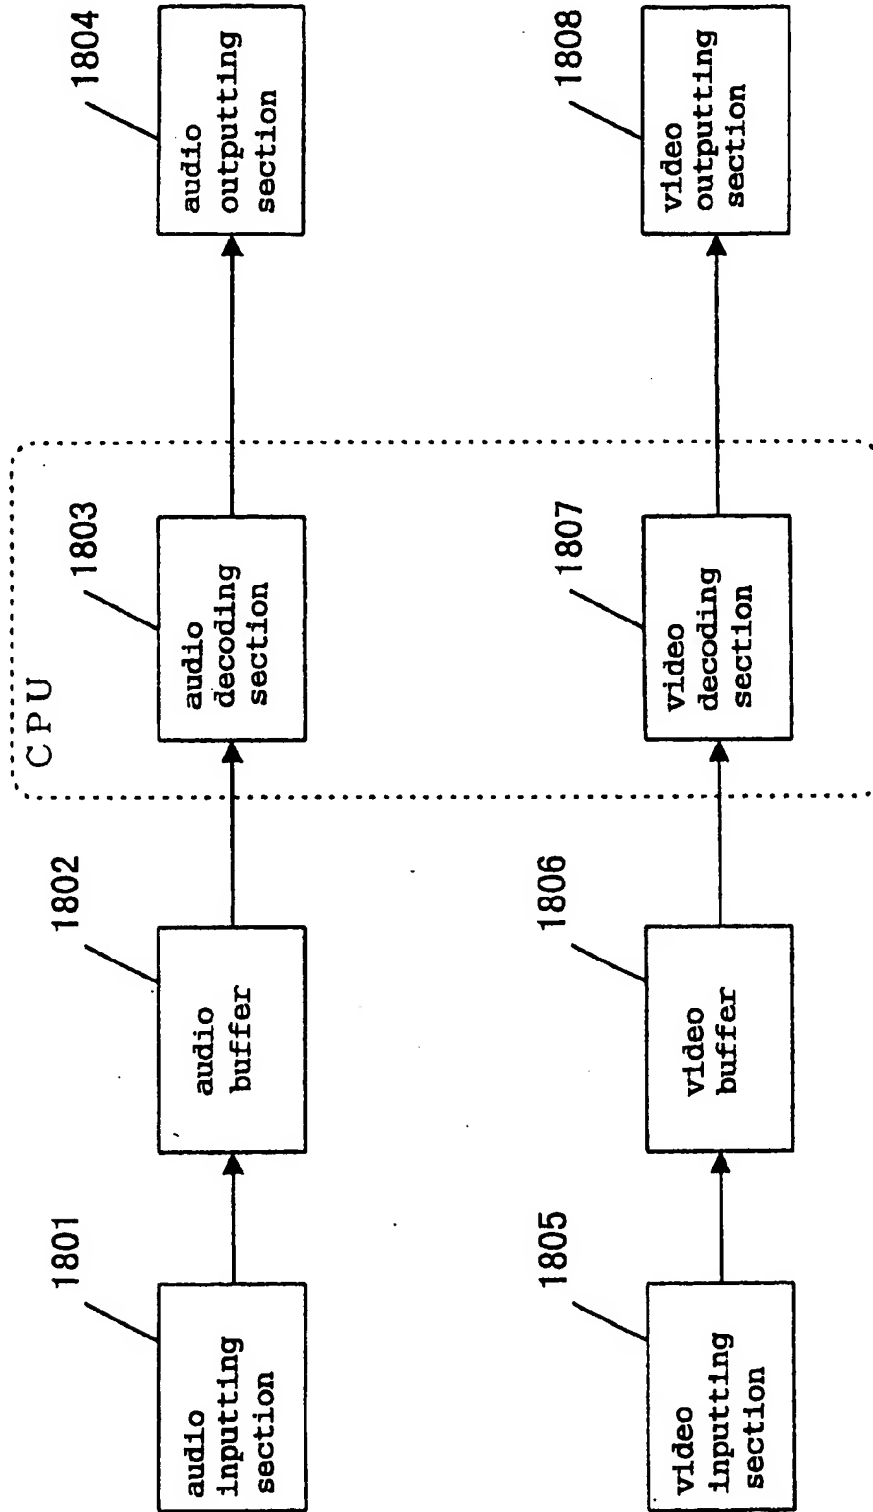 1801
audio
inputting
section
1802
audio
buffer
CPU
1803
audio
decoding
section
1804
audio
outputting
section
1805
video
inputting
section
1806
video
buffer
1807
video
decoding
section
1808
video
outputting
section